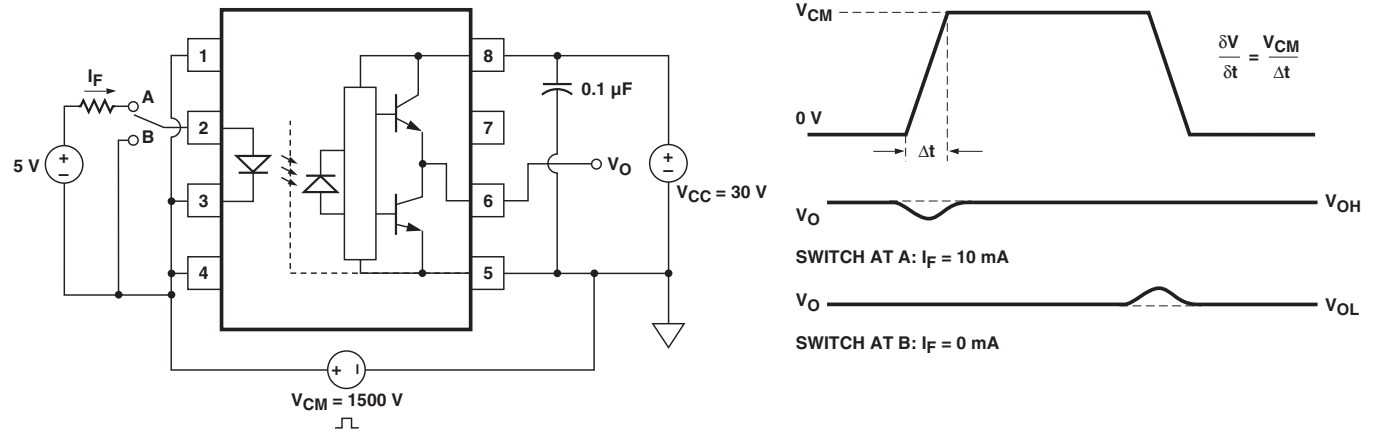 I_F
A
B
5 V
+
–
1
2
3
4
8
7
6
5
0.1 µF
V_O
+
–
V_CC = 30 V
+ –
V_CM = 1500 V
V_CM
0 V
Δt
δV / δt = V_CM / Δt
V_O
V_OH
SWITCH AT A: I_F = 10 mA
V_O
V_OL
SWITCH AT B: I_F = 0 mA